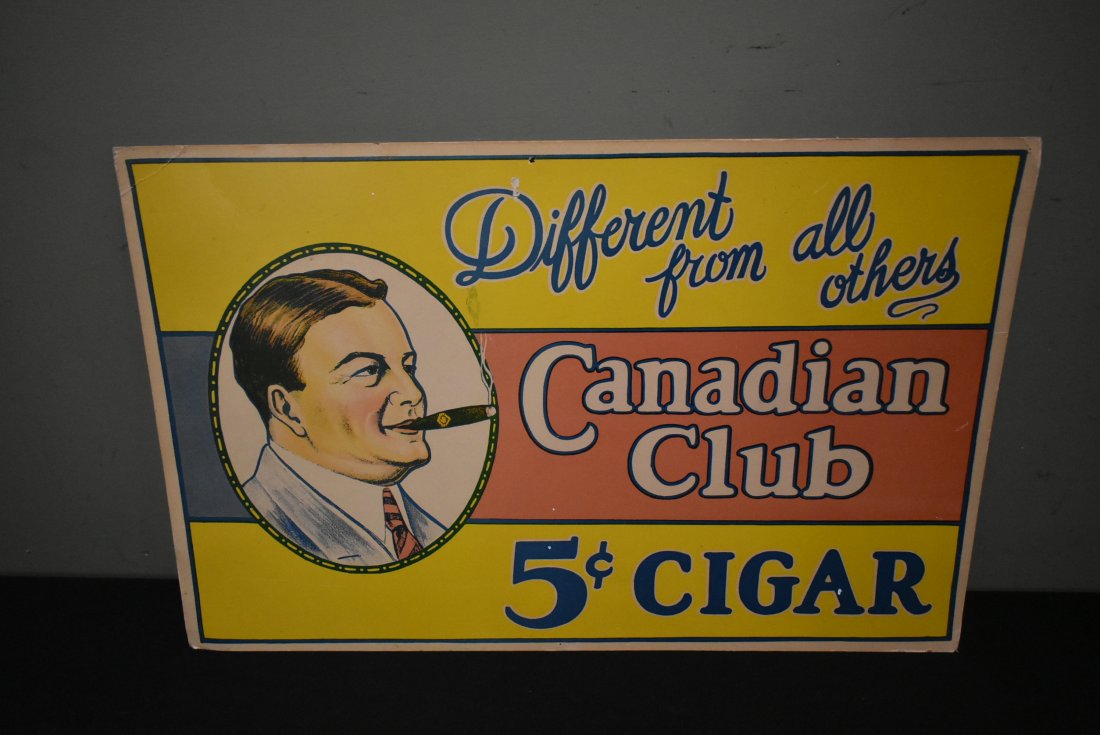 Different all
from others
Canadian
Club
5¢ CIGAR